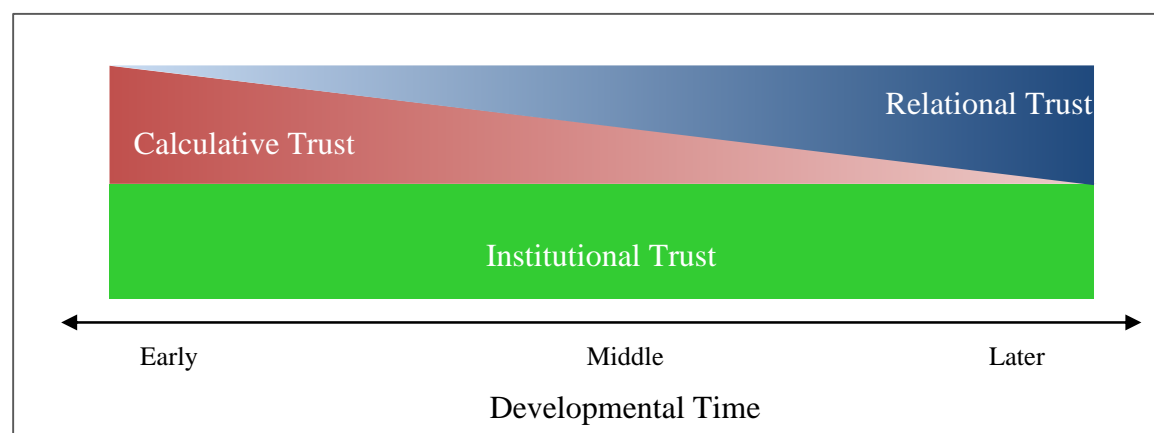 Relational Trust
Calculative Trust
Institutional Trust
Early Middle Later
Developmental Time